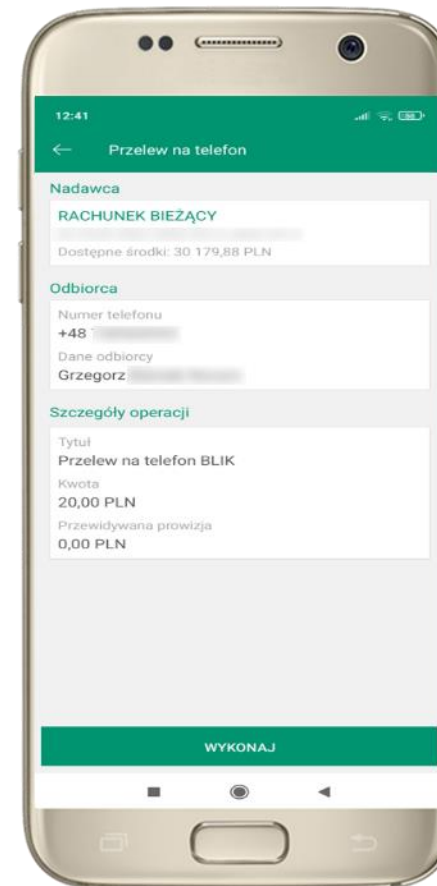 12:41
Przelew na telefon
Nadawca
RACHUNEK BIEŻĄCY
Dostępne środki: 30 179,88 PLN
Odbiorca
Numer telefonu
+48
Dane odbiorcy
Grzegorz
Szczegóły operacji
Tytuł
Przelew na telefon BLIK
Kwota
20,00 PLN
Przewidywana prowizja
0,00 PLN
WYKONAJ